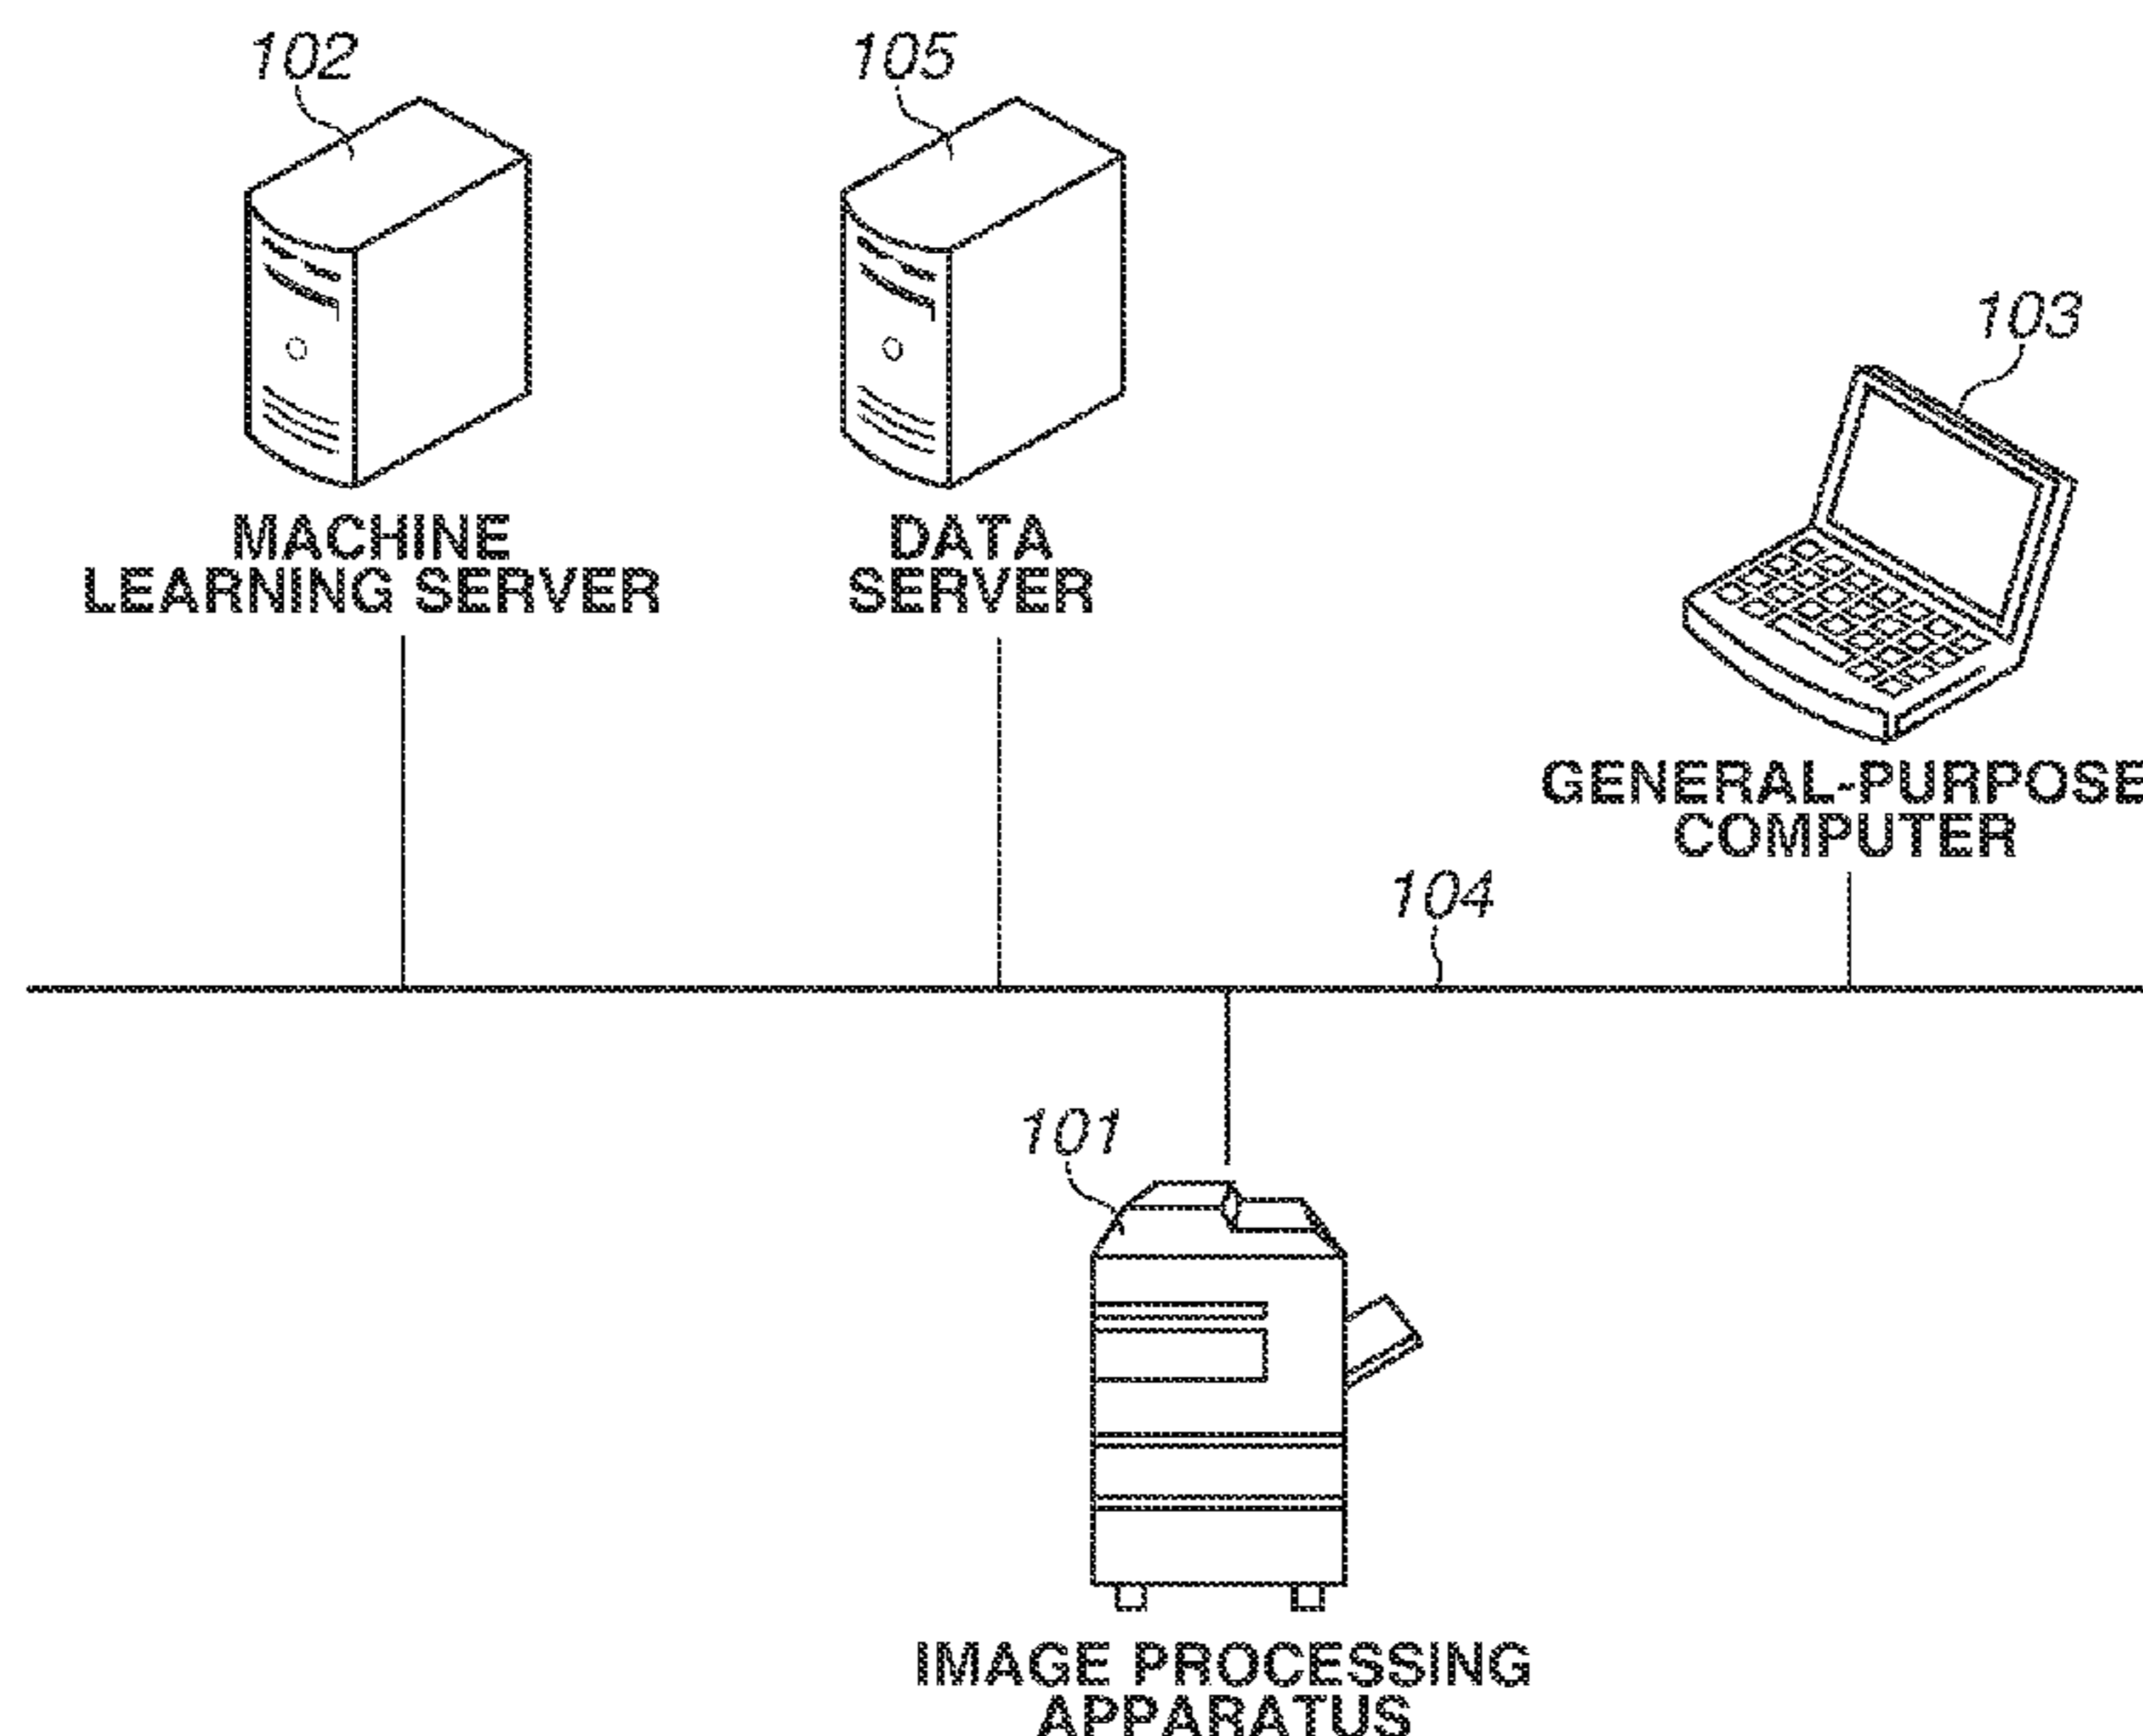 102
105
103
MACHINE
LEARNING SERVER
DATA
SERVER
GENERAL-PURPOSE
COMPUTER
104
101
IMAGE PROCESSING
APPARATUS